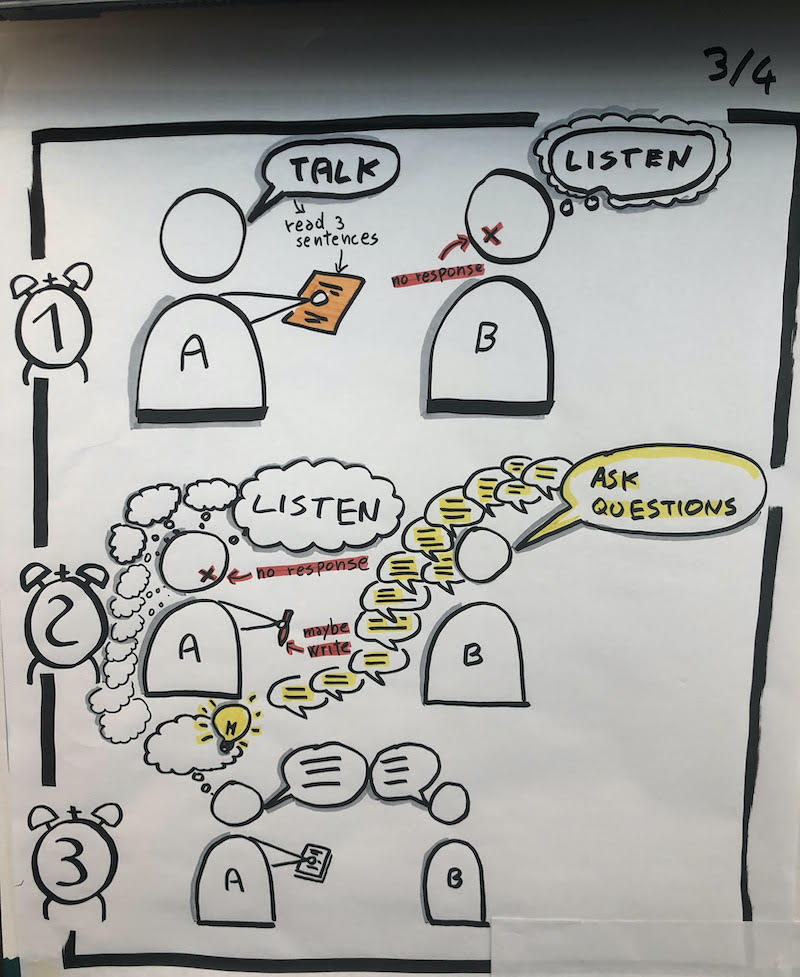 3/4
TALK
read 3
sentences
LISTEN
no response
1
A
B
LISTEN
ASK
QUESTIONS
no response
2
A
maybe
write
B
M
3
A
B